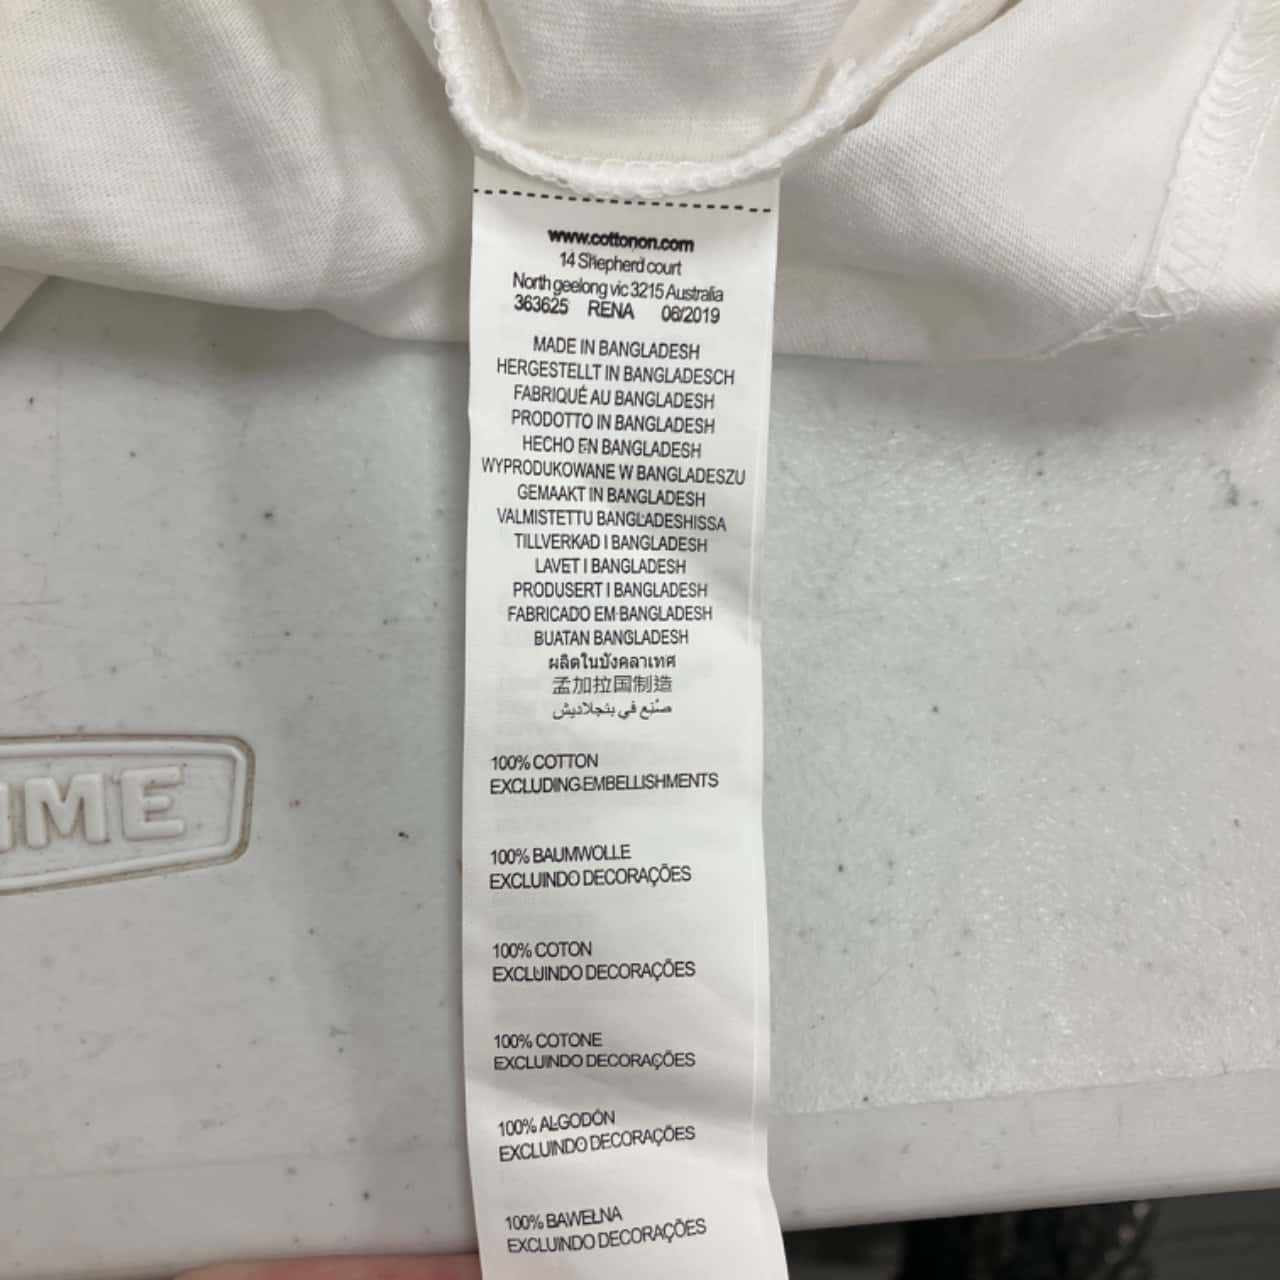 www.cottonon.com
14 Shepherd court
North geelong vic 3215 Australia
363625 RENA 06/2019
MADE IN BANGLADESH
HERGESTELLT IN BANGLADESCH
FABRIQUÉ AU BANGLADESH
PRODOTTO IN BANGLADESH
HECHO EN BANGLADESH
WYPRODUKOWANE W BANGLADESZU
GEMAAKT IN BANGLADESH
VALMISTETTU BANGLADESHISSA
TILLVERKAD I BANGLADESH
LAVET I BANGLADESH
PRODUSERT I BANGLADESH
FABRICADO EM BANGLADESH
BUATAN BANGLADESH
ผลิตในบังคลาเทศ
孟加拉国制造
صُنِع في بنجلاديش
100% COTTON
EXCLUDING EMBELLISHMENTS
100% BAUMWOLLE
EXCLUINDO DECORAÇÕES
100% COTON
EXCLUINDO DECORAÇÕES
100% COTONE
EXCLUINDO DECORAÇÕES
100% ALGODÓN
EXCLUINDO DECORAÇÕES
100% BAWEŁNA
EXCLUINDO DECORAÇÕES